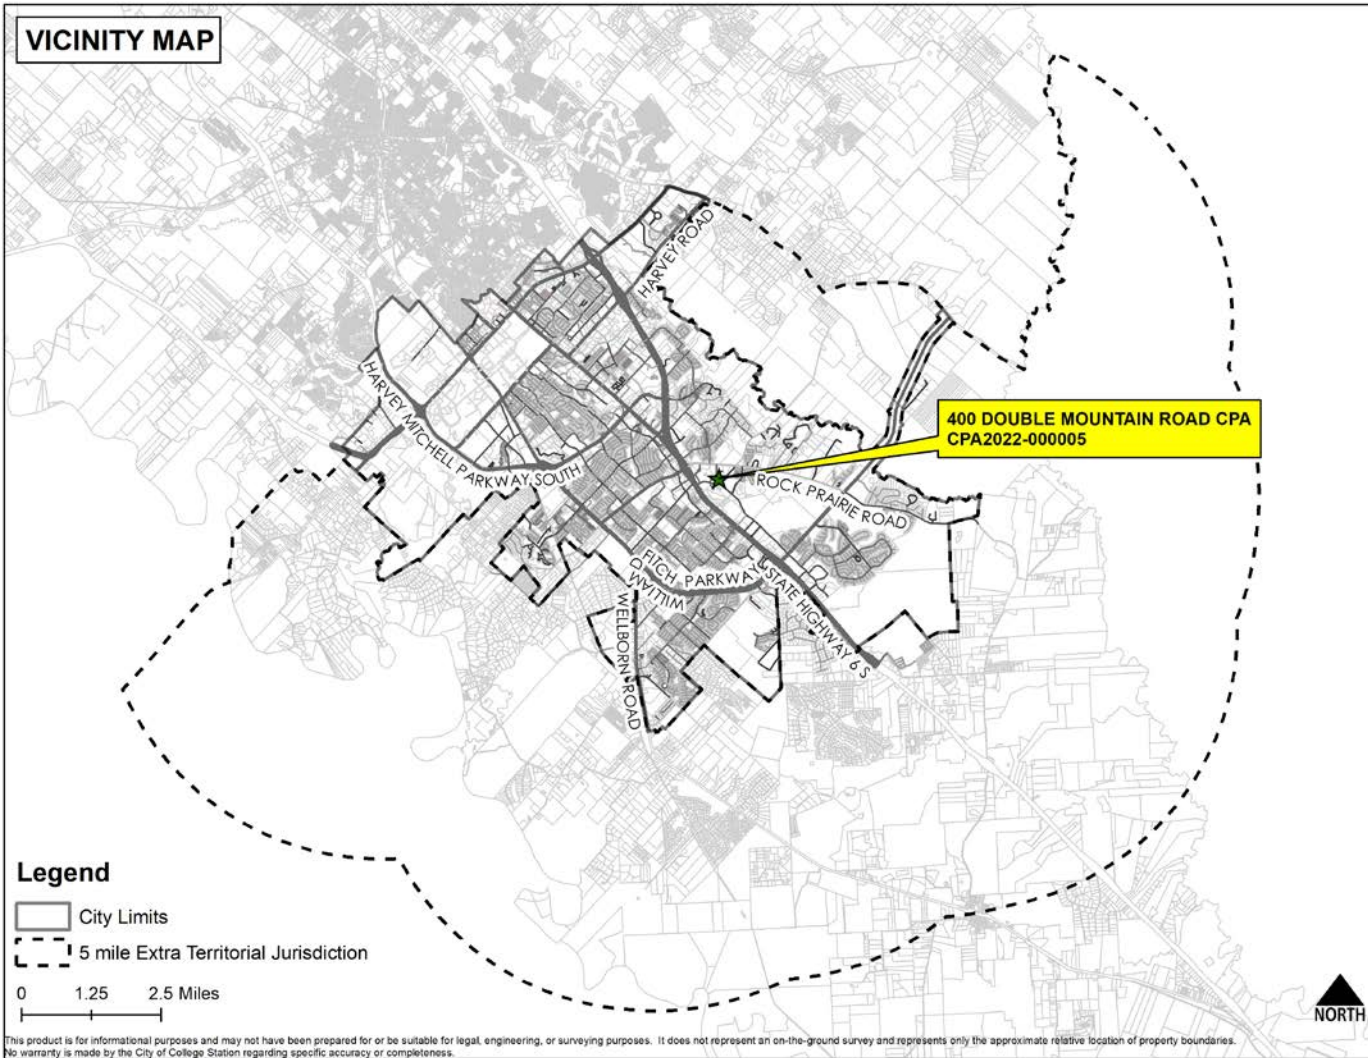 VICINITY MAP
HARVEY ROAD
400 DOUBLE MOUNTAIN ROAD CPA
CPA2022-000005
HARVEY MITCHELL PARKWAY SOUTH
ROCK PRAIRIE ROAD
WILLIAM D
FITCH PARKWAY
STATE HIGHWAY 6 S
WELLBORN ROAD
Legend
City Limits
5 mile Extra Territorial Jurisdiction
0 1.25 2.5 Miles
NORTH
This product is for informational purposes and may not have been prepared for or be suitable for legal, engineering, or surveying purposes. It does not represent an on-the-ground survey and represents only the approximate relative location of property boundaries.
No warranty is made by the City of College Station regarding specific accuracy or completeness.